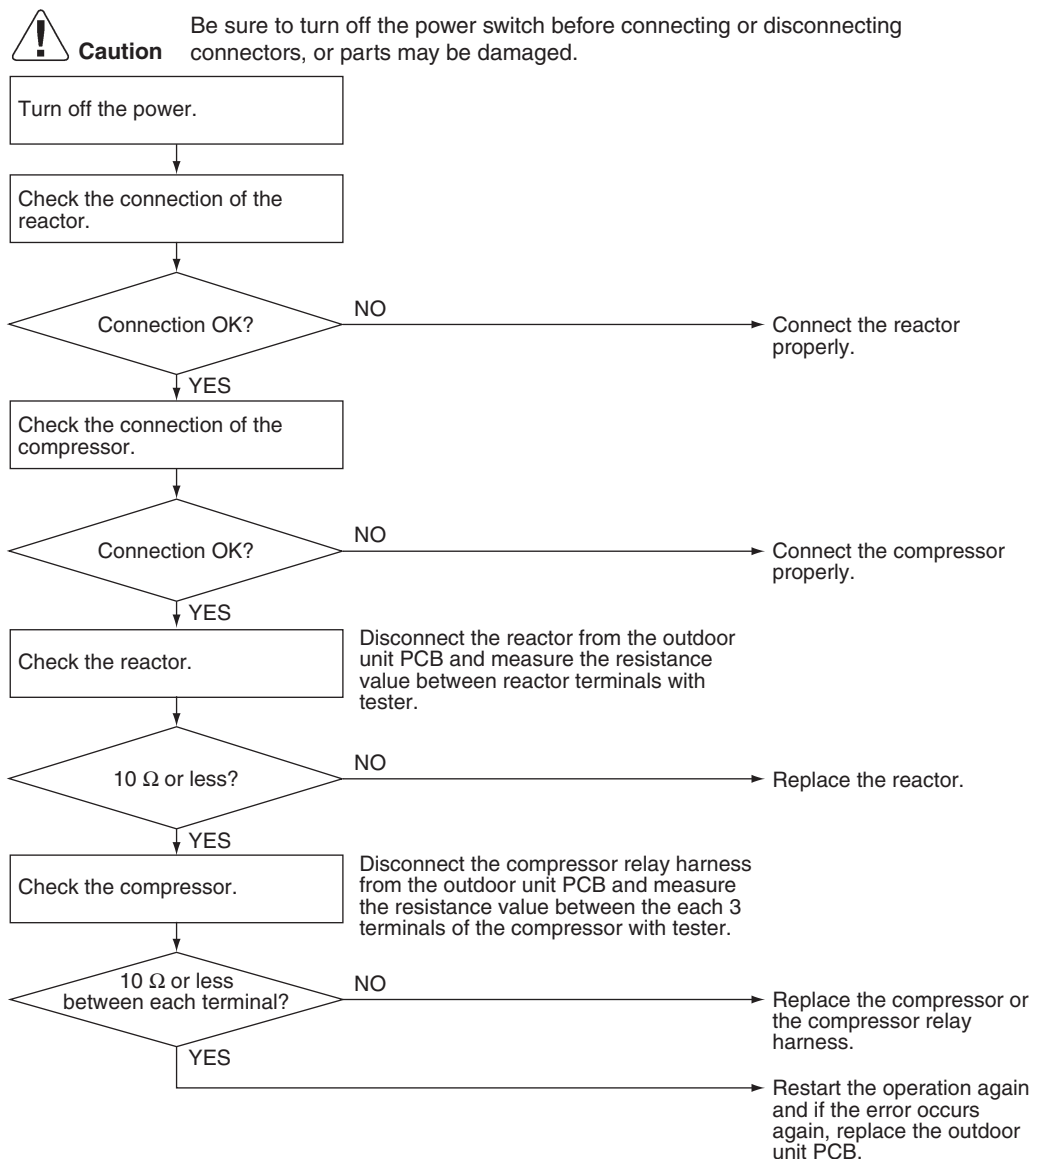 Be sure to turn off the power switch before connecting or disconnecting
Caution connectors, or parts may be damaged.
Turn off the power.
Check the connection of the
reactor.
Connection OK?
NO
Connect the reactor
properly.
YES
Check the connection of the
compressor.
Connection OK?
NO
Connect the compressor
properly.
YES
Check the reactor.
Disconnect the reactor from the outdoor
unit PCB and measure the resistance
value between reactor terminals with
tester.
10 Ω or less?
NO
Replace the reactor.
YES
Check the compressor.
Disconnect the compressor relay harness
from the outdoor unit PCB and measure
the resistance value between the each 3
terminals of the compressor with tester.
10 Ω or less
between each terminal?
NO
Replace the compressor or
the compressor relay
harness.
YES
Restart the operation again
and if the error occurs
again, replace the outdoor
unit PCB.